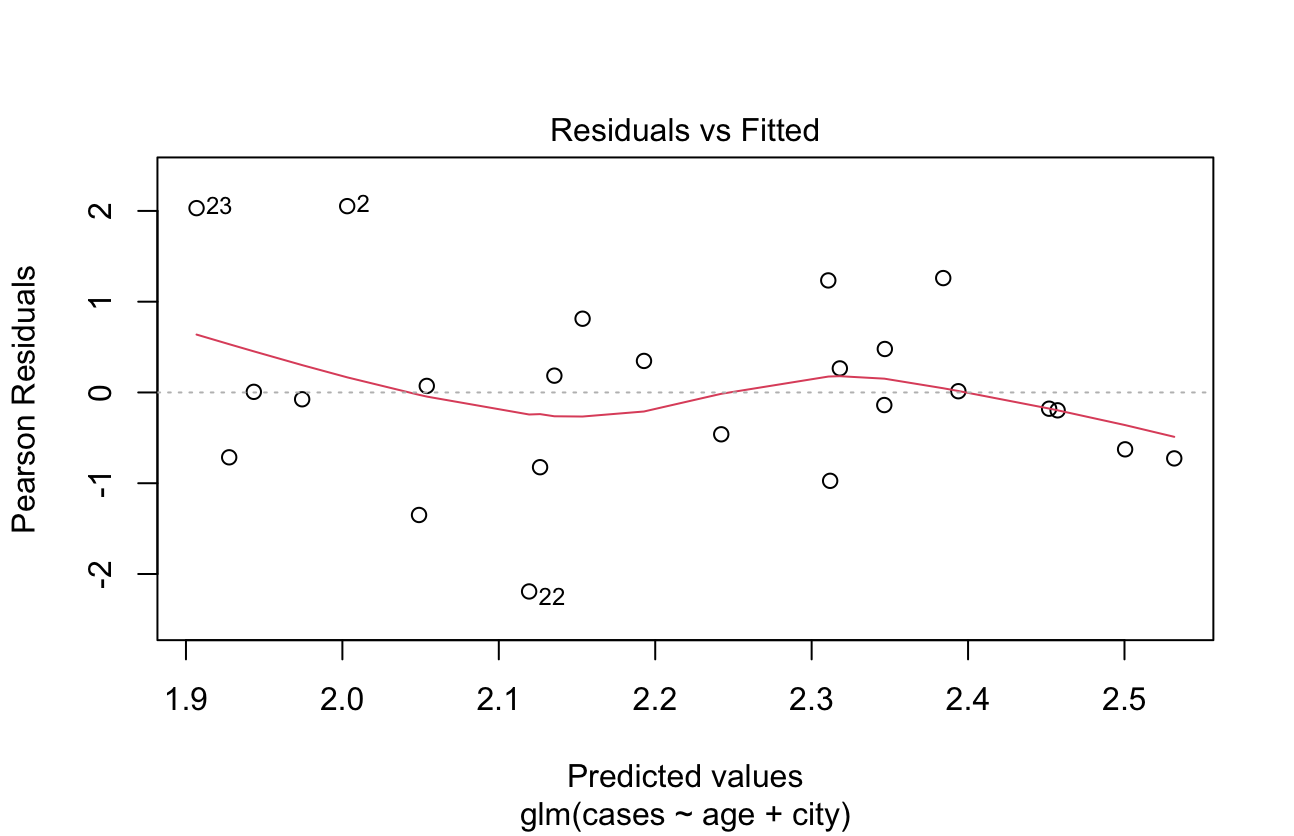 Residuals vs Fitted
Pearson Residuals
2
1
0
-1
-2
23
2
22
1.9 2.0 2.1 2.2 2.3 2.4 2.5
Predicted values
glm(cases ~ age + city)